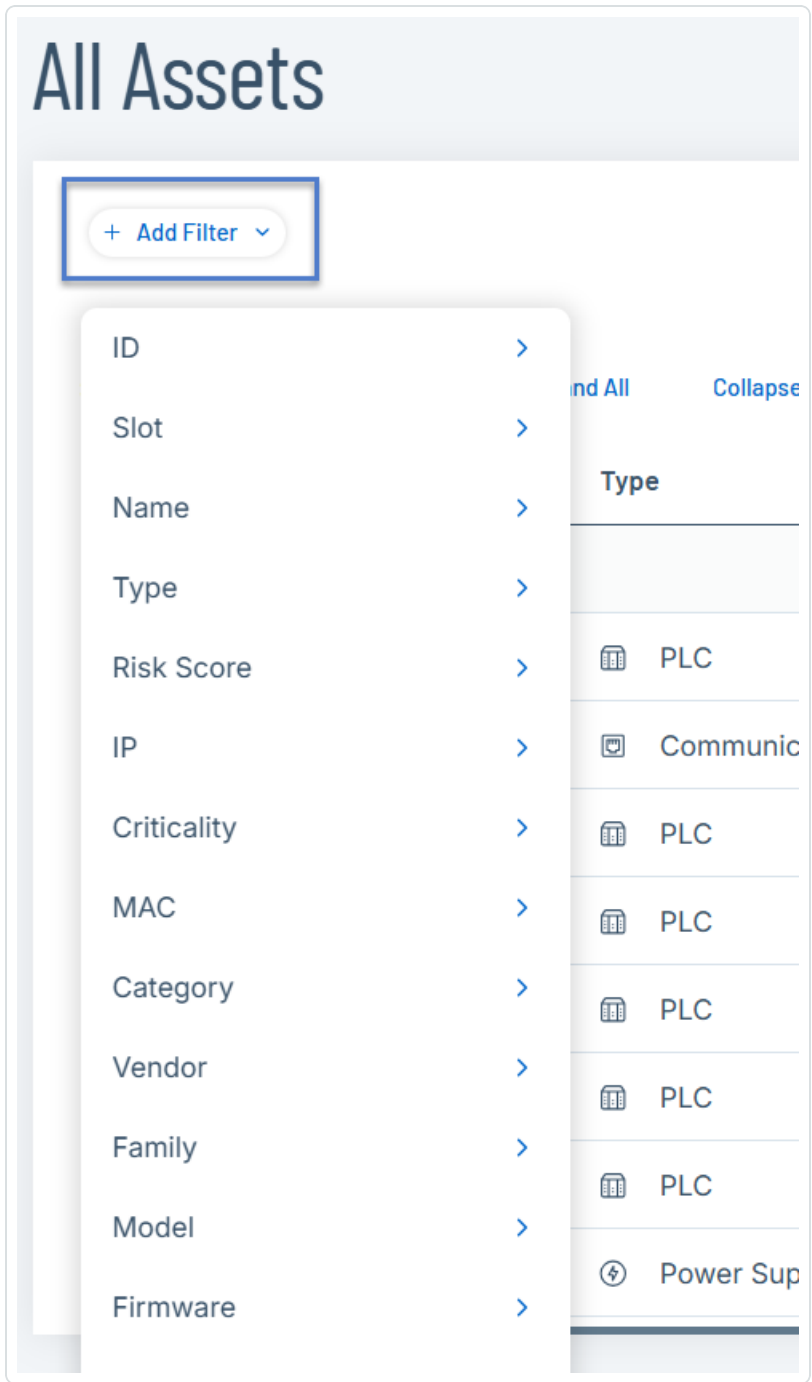 All Assets
+ Add Filter
ID
nd All Collapse
Slot
Type
Name
Type
Risk Score
PLC
IP
Communic
Criticality
PLC
MAC
PLC
Category
PLC
Vendor
PLC
Family
PLC
Model
Power Sup
Firmware